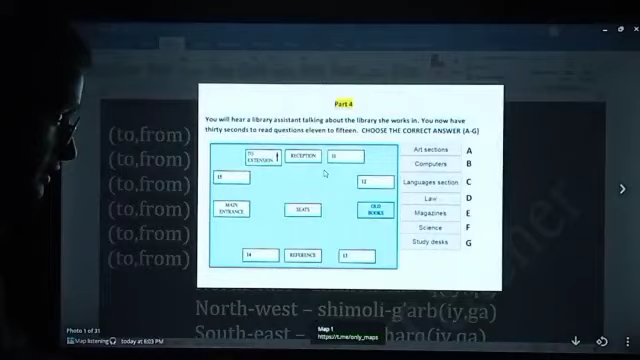 Part 4
You will hear a library assistant talking about the library she works in. You now have
thirty seconds to read questions eleven to fifteen. CHOOSE THE CORRECT ANSWER (A-G)
TO
EXTENSION
RECEPTION
11
15
12
MAIN
ENTRANCE
SEATS
OLD
BOOKS
14
REFERENCE
13
Art sections A
Computers B
Languages section C
Law D
Magazines E
Science F
Study desks G
(to,from)
(to,from)
(to,from)
(to,from)
(to,from)
(to,from)
North-west – shimoli-g'arb(iy,ga)
South-east –
Photo 1 of 31
Map listening
today at 6:03 PM
Map 1
https://t.me/only_maps